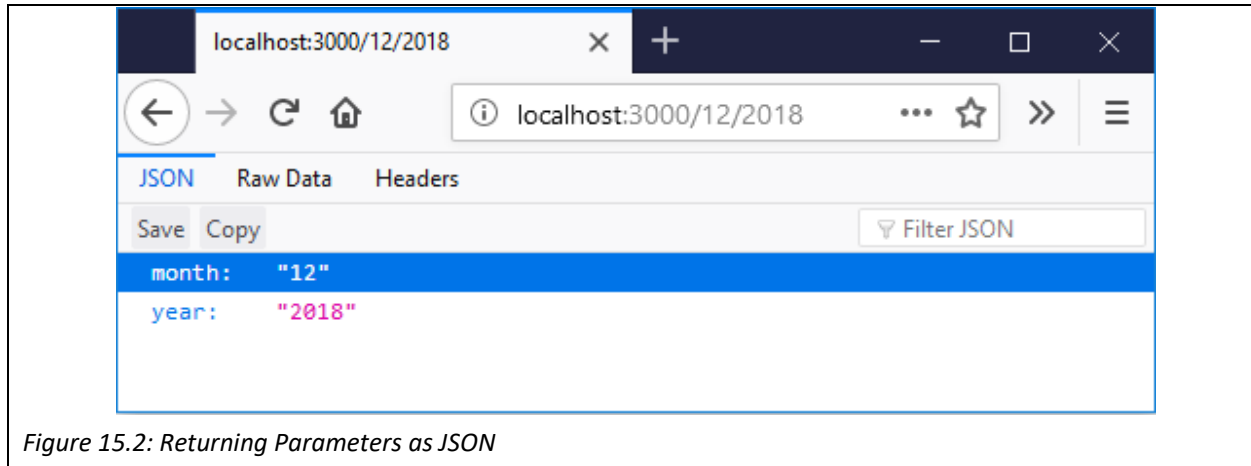 localhost:3000/12/2018
localhost:3000/12/2018
JSON Raw Data Headers
Save Copy Filter JSON
month: "12"
year: "2018"
Figure 15.2: Returning Parameters as JSON